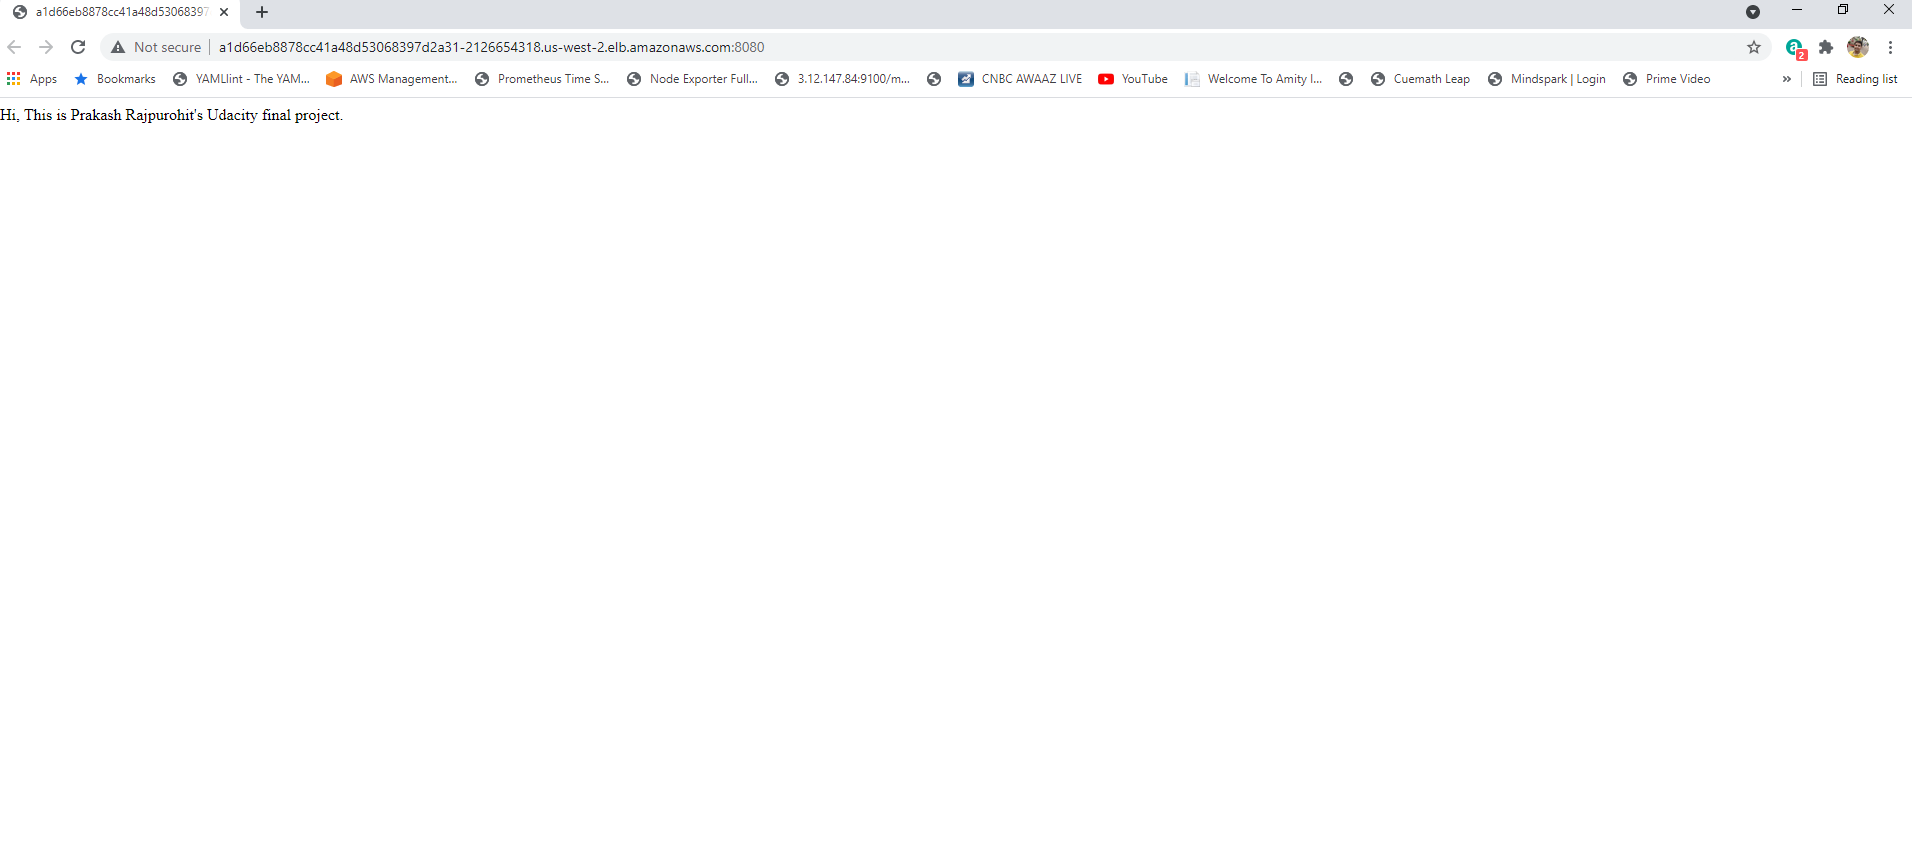 a1d66eb8878cc41a48d53068397
Not secure a1d66eb8878cc41a48d53068397d2a31-2126654318.us-west-2.elb.amazonaws.com:8080
2
Apps Bookmarks YAMLlint - The YAM... AWS Management... Prometheus Time S... Node Exporter Full... 3.12.147.84:9100/m... CNBC AWAAZ LIVE YouTube Welcome To Amity I... Cuemath Leap Mindspark | Login Prime Video » Reading list
Hi, This is Prakash Rajpurohit's Udacity final project.